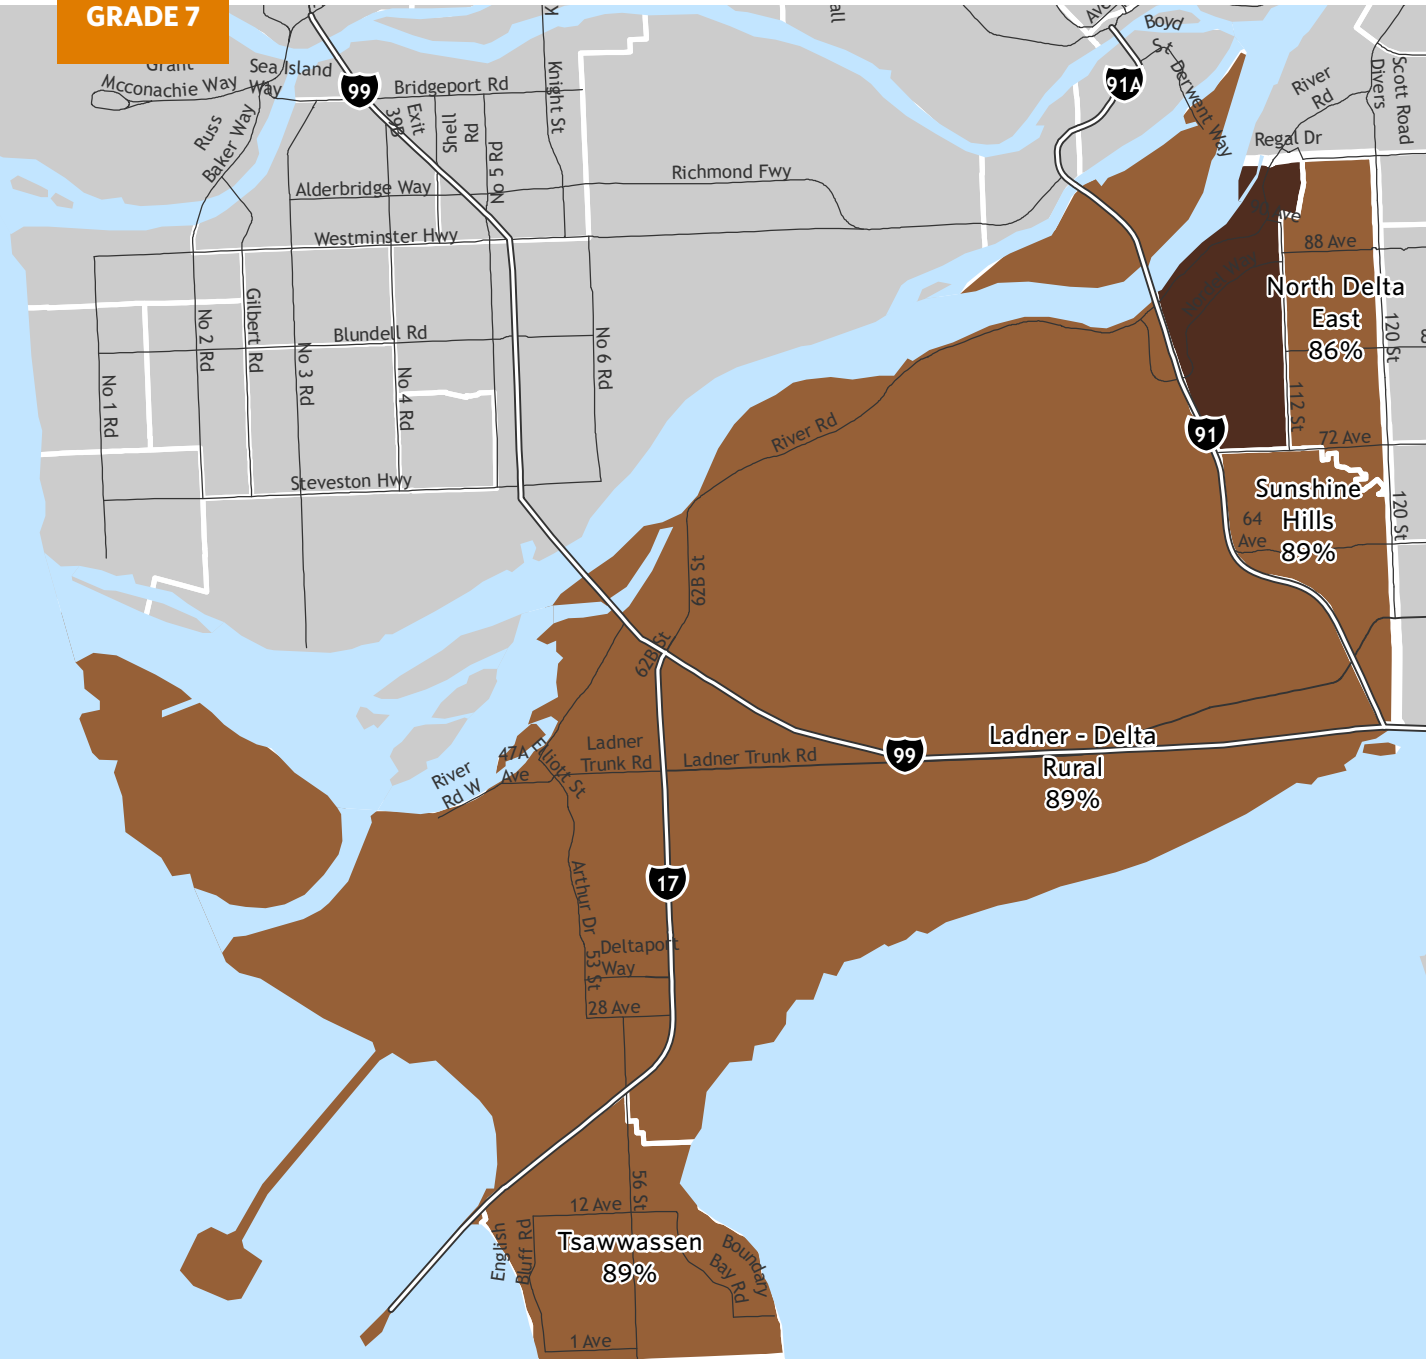 GRADE 7
Grant
Mcconachie Way
Sea Island
Way
99
Bridgeport Rd
Knight St
Boyd
St
91A
Derwent Way
River
Rd
Divers
Scott Road
Regal Dr
Russ
Baker Way
Exit
39B
Shell
Rd
No 5 Rd
Alderbridge Way
Richmond Fwy
Westminster Hwy
Ave
88 Ave
North Delta
East
86%
No 2 Rd
Gilbert Rd
Blundell Rd
No 3 Rd
No 6 Rd
120 St
No 1 Rd
No 4 Rd
112 St
River Rd
91
72 Ave
Steveston Hwy
Sunshine
Hills
89%
64
Ave
120 St
62B St
62B St
Ladner
Trunk Rd
Ladner Trunk Rd
99
Ladner - Delta
Rural
89%
47A
Ave
Elliott St
River
Rd W
17
Arthur Dr
Deltaport
Way
53 St
28 Ave
56 St
12 Ave
English
Bluff Rd
Tsawwassen
89%
Boundary
Bay Rd
1 Ave